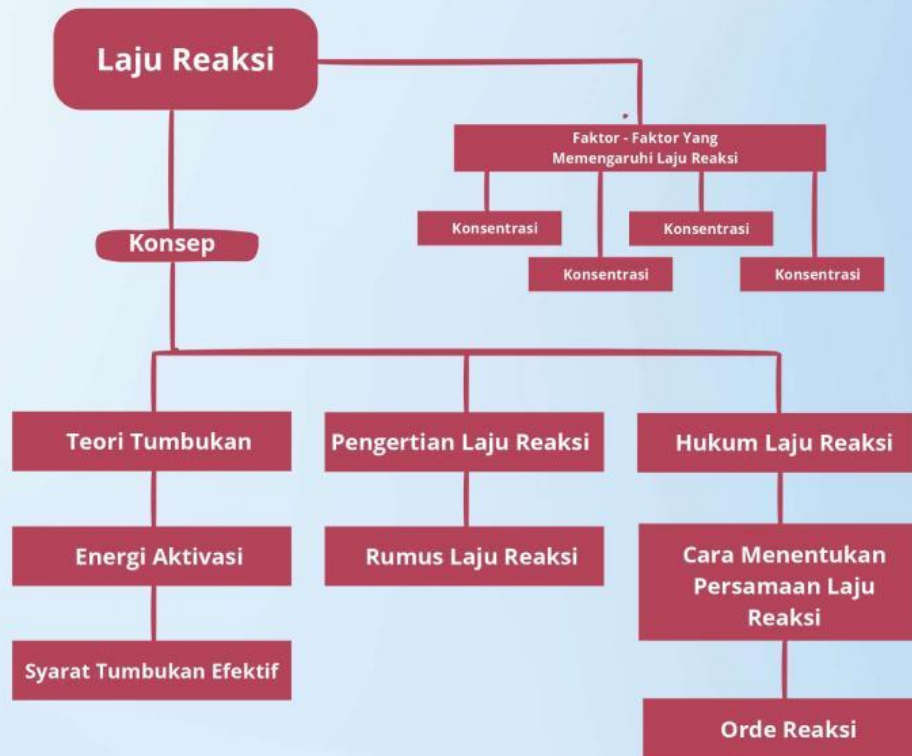 Laju Reaksi
Faktor - Faktor Yang
Memengaruhi Laju Reaksi
Konsentrasi
Konsentrasi
Konsentrasi
Konsentrasi
Konsep
Teori Tumbukan
Pengertian Laju Reaksi
Hukum Laju Reaksi
Energi Aktivasi
Rumus Laju Reaksi
Cara Menentukan
Persamaan Laju
Reaksi
Syarat Tumbukan Efektif
Orde Reaksi